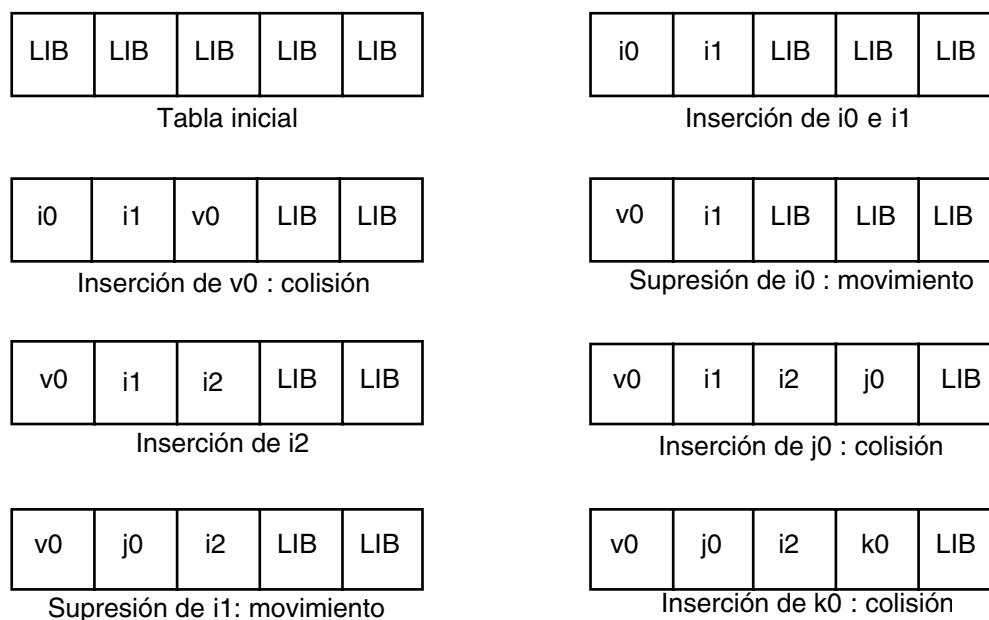 LIB LIB LIB LIB LIB
Tabla inicial
i0 i1 LIB LIB LIB
Inserción de i0 e i1
i0 i1 v0 LIB LIB
Inserción de v0 : colisión
v0 i1 LIB LIB LIB
Supresión de i0 : movimiento
v0 i1 i2 LIB LIB
Inserción de i2
v0 i1 i2 j0 LIB
Inserción de j0 : colisión
v0 j0 i2 LIB LIB
Supresión de i1: movimiento
v0 j0 i2 k0 LIB
Inserción de k0 : colisión